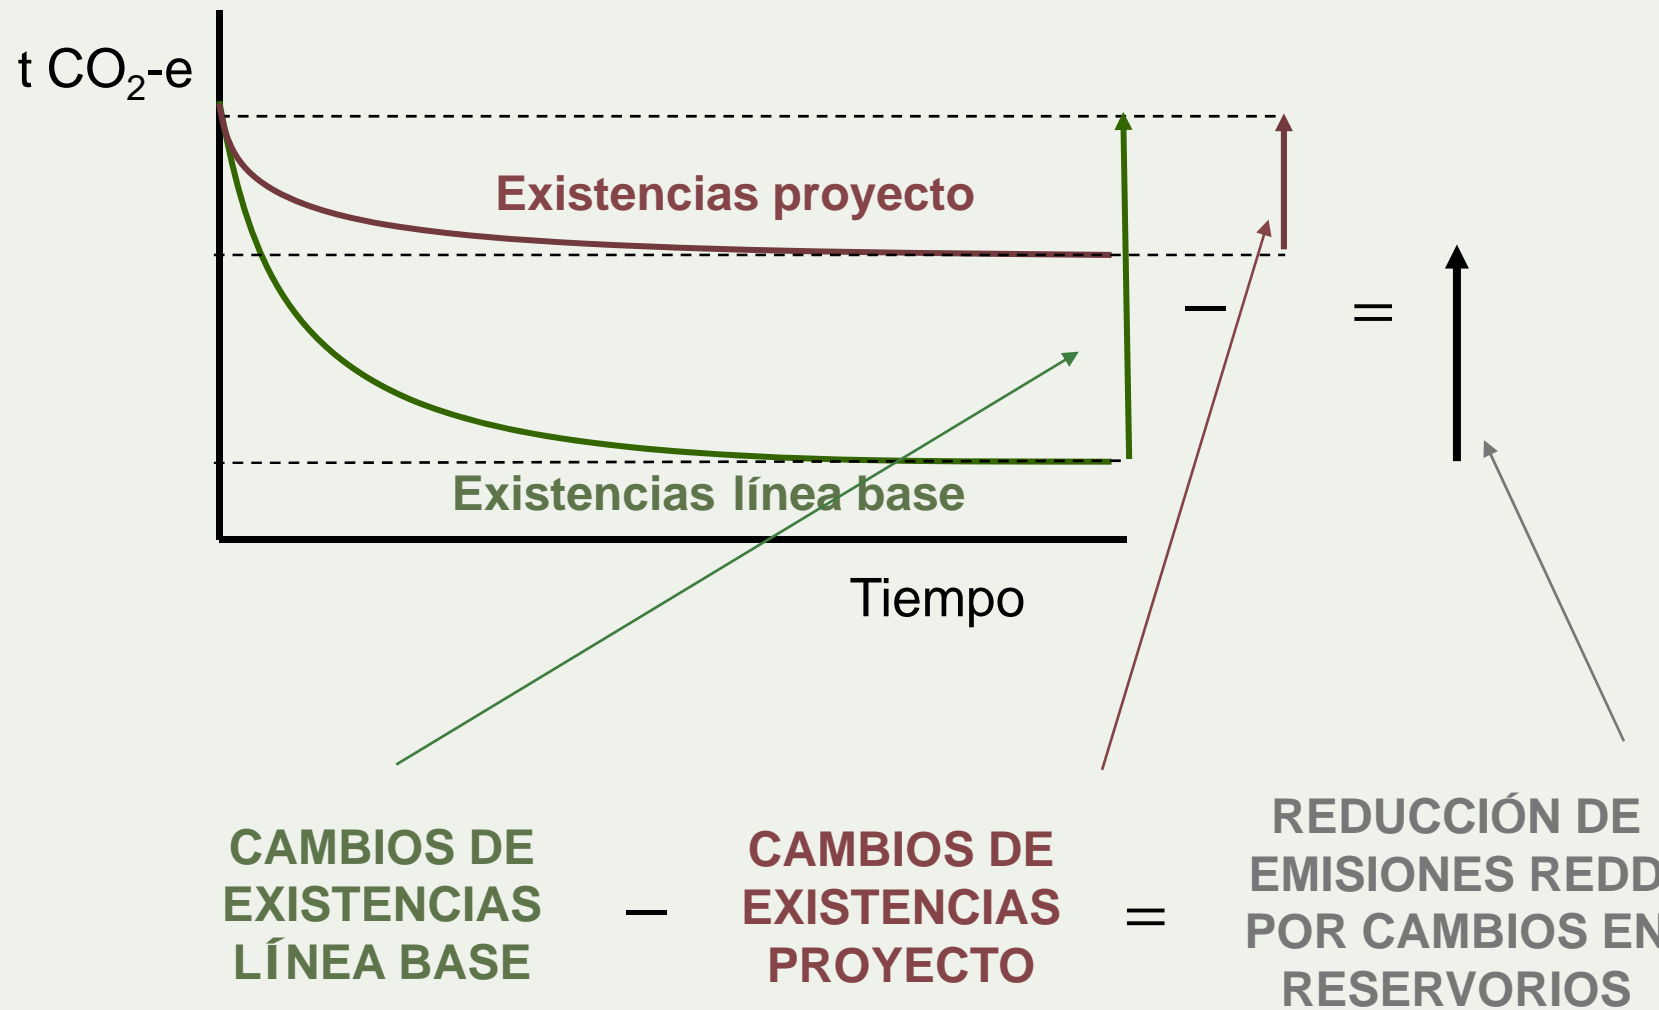 t CO₂-e
Existencias proyecto
− =
Existencias línea base
Tiempo
CAMBIOS DE
EXISTENCIAS
LÍNEA BASE
−
CAMBIOS DE
EXISTENCIAS
PROYECTO
=
REDUCCIÓN DE
EMISIONES REDD
POR CAMBIOS EN
RESERVORIOS